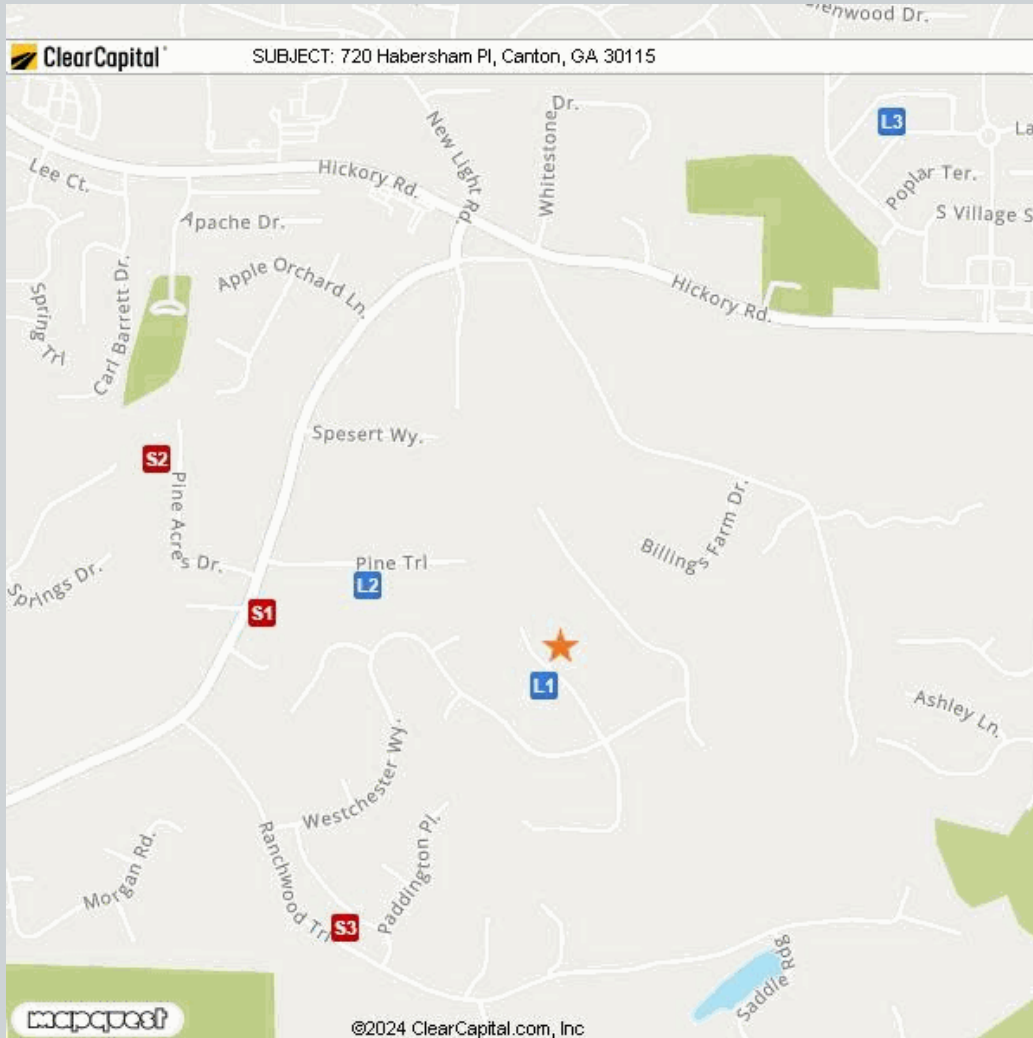 ClearCapital
SUBJECT: 720 Habersham Pl, Canton, GA 30115
Dr.
L3
New Light Rd.
Whitestone
Lee Ct.
Hickory Rd.
Poplar Ter.
Apache Dr.
S Village S
Apple Orchard Ln.
Carl Barrett Dr.
Spring Trl
Hickory Rd.
Spesert Wy.
S2
Pine Acres Dr.
Billings Farm Dr.
Pine Trl
L2
Springs Dr.
S1
L1
Ashley Ln.
Westchester Wy.
Ranchwood Trl
Paddington Pl.
Morgan Rd.
S3
Saddle Rdg
mapquest
©2024 ClearCapital.com, Inc